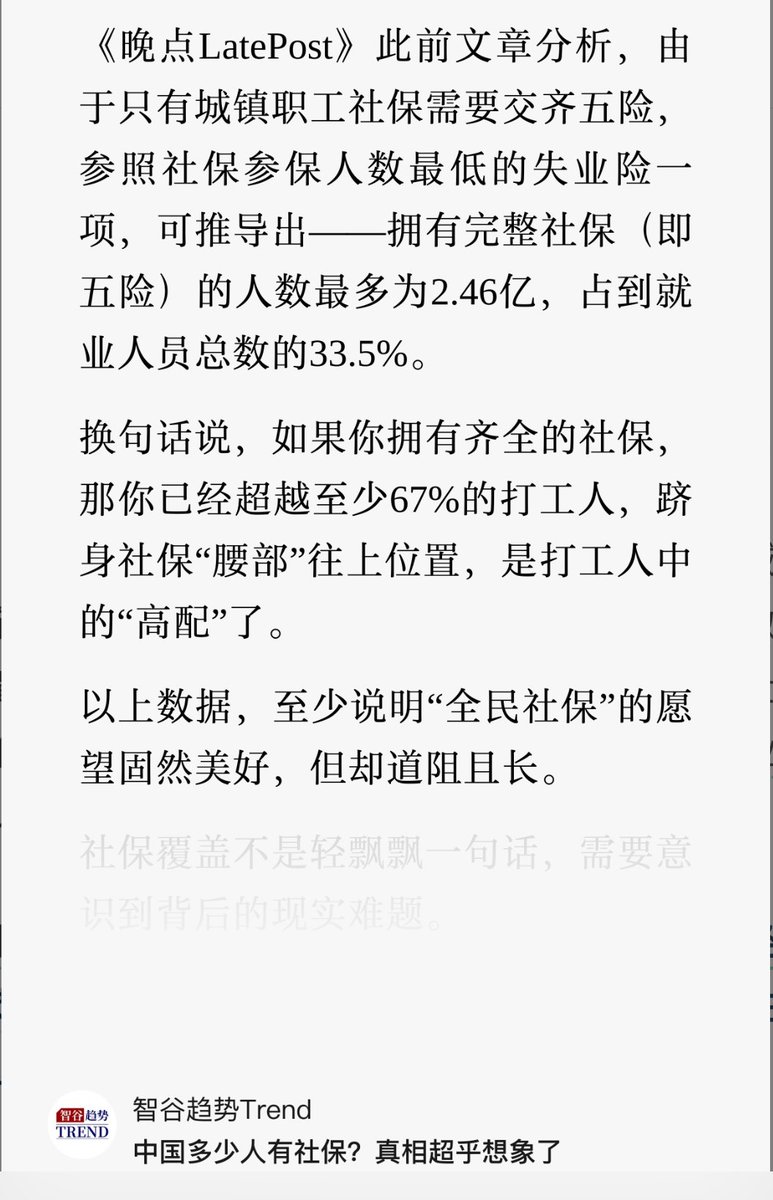 《晚点LatePost》此前文章分析，由
于只有城镇职工社保需要交齐五险，
参照社保参保人数最低的失业险一
项，可推导出——拥有完整社保（即
五险）的人数最多为2.46亿，占到就
业人员总数的33.5%。
换句话说，如果你拥有齐全的社保，
那你已经超越至少67%的打工人，跻
身社保“腰部”往上位置，是打工人中
的“高配”了。
以上数据，至少说明“全民社保”的愿
望固然美好，但却道阻且长。
社保覆盖不是轻飘飘一句话，需要意
识到背后的现实难题。
智谷趋势
TREND
智谷趋势Trend
中国多少人有社保？真相超乎想象了